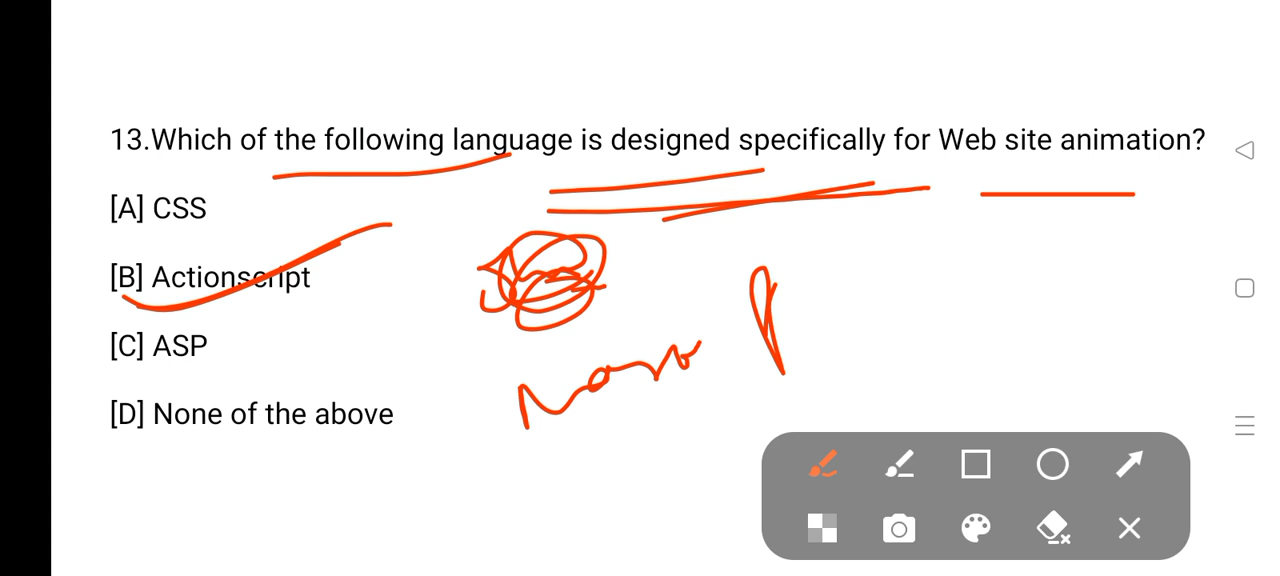 13.Which of the following language is designed specifically for Web site animation?
[A] CSS
[B] Actionscript
[C] ASP
[D] None of the above